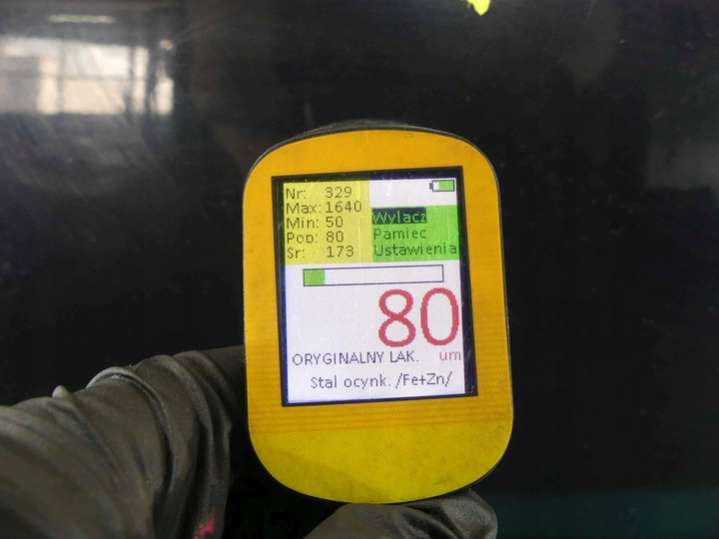 Nr: 329
Max: 1640
Min: 50
Pop: 80
Sr: 173
Wylacz
Pamiec
Ustawienia
80
um
ORYGINALNY LAK.
Stal ocynk. /Fe+Zn/